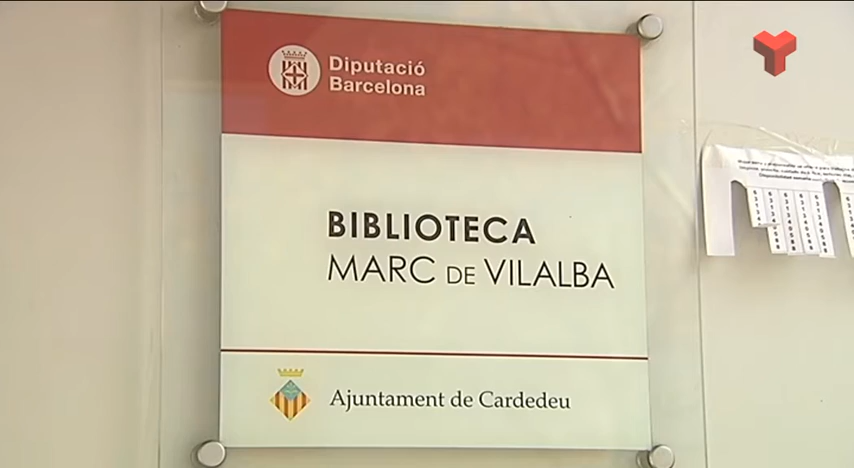 Diputació
Barcelona
BIBLIOTECA
MARC DE VILALBA
Ajuntament de Cardedeu